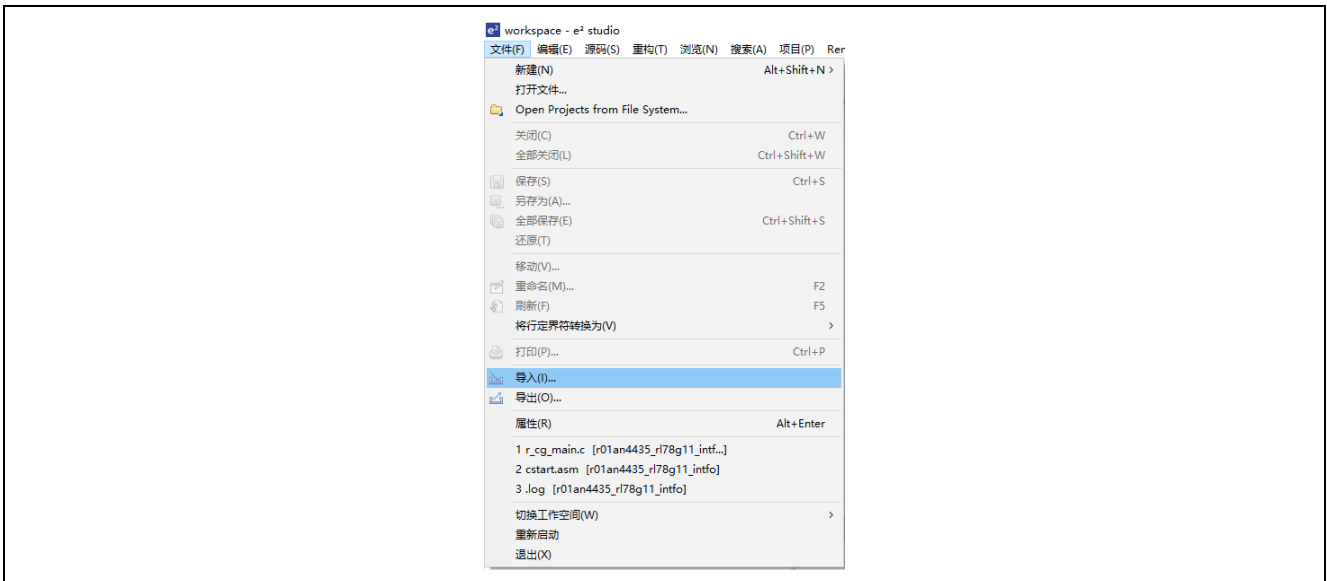 e² workspace - e² studio
文件(F) 编辑(E) 源码(S) 重构(T) 浏览(N) 搜索(A) 项目(P) Rer
新建(N) Alt+Shift+N >
打开文件...
Open Projects from File System...
关闭(C) Ctrl+W
全部关闭(L) Ctrl+Shift+W
保存(S) Ctrl+S
另存为(A)...
全部保存(E) Ctrl+Shift+S
还原(T)
移动(V)...
重命名(M)... F2
刷新(F) F5
将行定界符转换为(V) >
打印(P)... Ctrl+P
导入(I)...
导出(O)...
属性(R) Alt+Enter
1 r_cg_main.c [r01an4435_rl78g11_intf...]
2 cstart.asm [r01an4435_rl78g11_intfo]
3 .log [r01an4435_rl78g11_intfo]
切换工作空间(W) >
重新启动
退出(X)